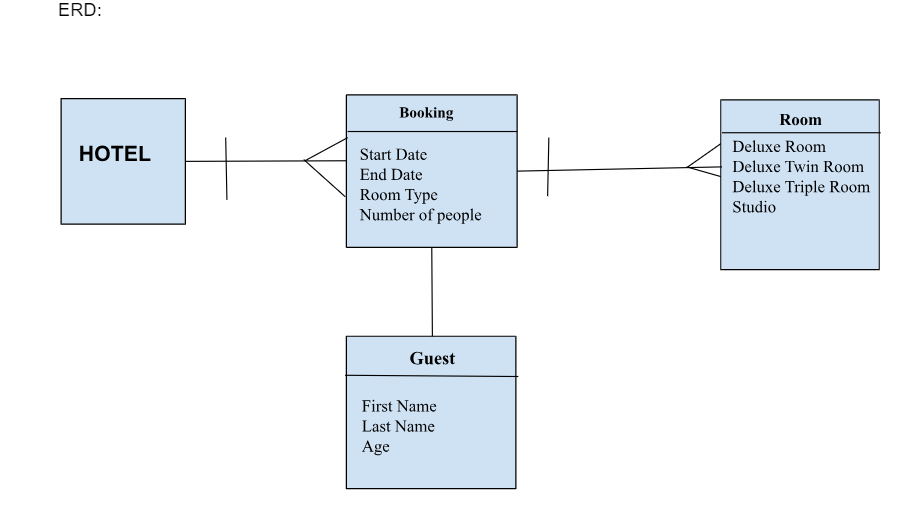 ERD:
HOTEL
Booking
Start Date
End Date
Room Type
Number of people
Room
Deluxe Room
Deluxe Twin Room
Deluxe Triple Room
Studio
Guest
First Name
Last Name
Age